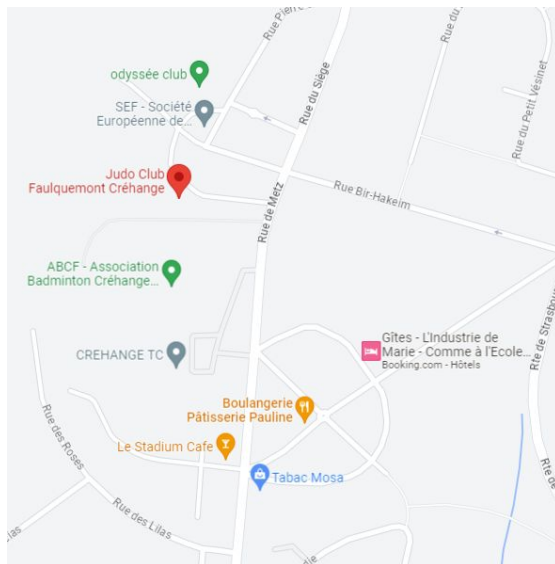 Rue Pierre
odyssée club
SEF - Société
Européenne de...
Rue du Siège
Rue du
Rue du Petit Vésinet
Judo Club
Faulquemont Créhange
Rue Bir-Hakeim
Rue de Metz
ABCF - Association
Badminton Créhange...
Rte de Strasbou
Gîtes - L'Industrie de
Marie - Comme à l'Ecole...
Booking.com - Hôtels
CREHANGE TC
Boulangerie
Pâtisserie Pauline
Le Stadium Cafe
Tabac Mosa
Rue des Roses
Rue des Lilas
Rte de